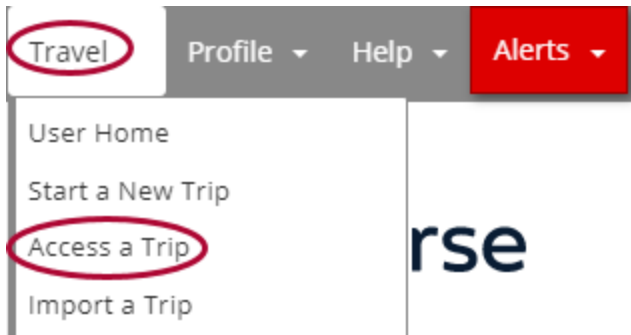 Travel Profile Help Alerts
User Home
Start a New Trip
Access a Trip
rse
Import a Trip